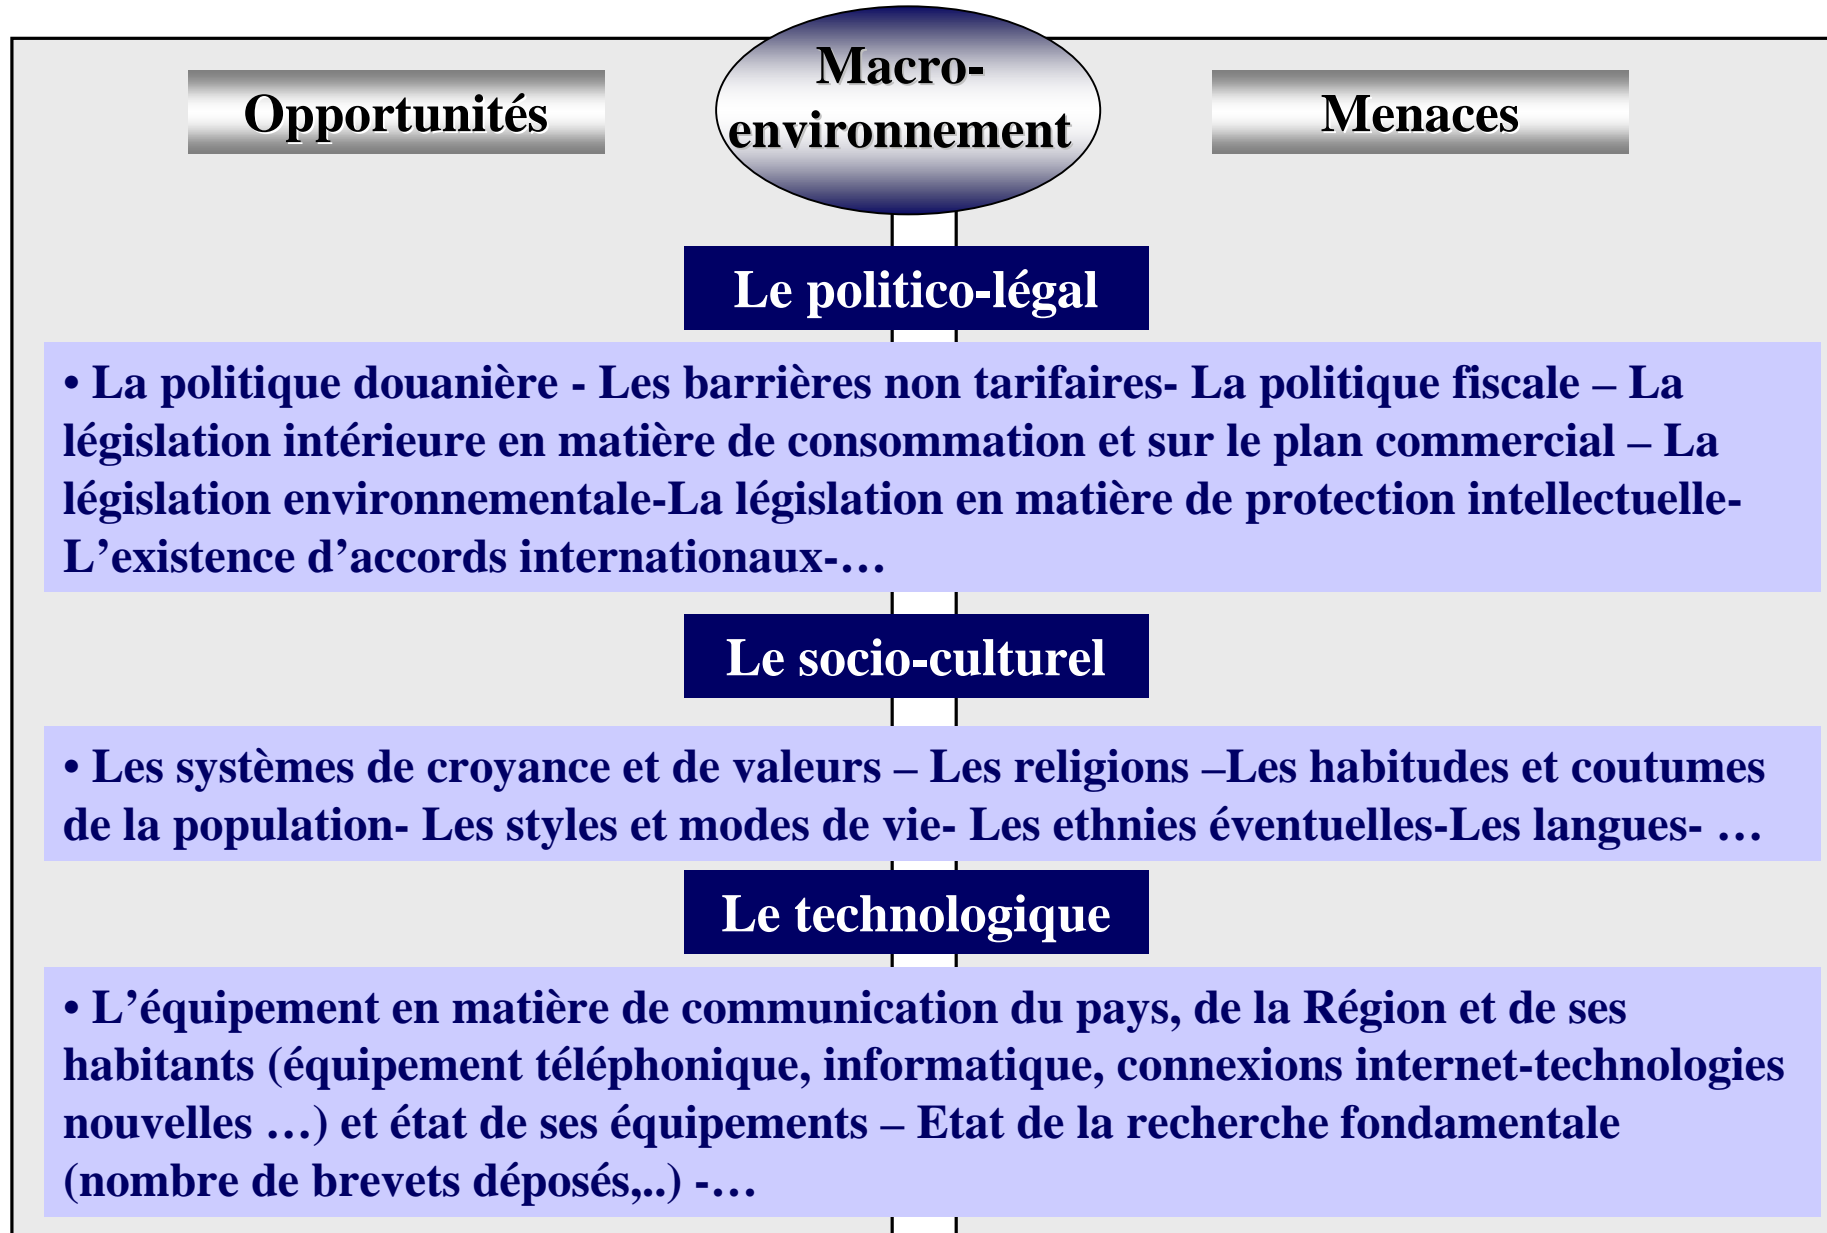 Opportunités
Macro-
environnement
Menaces
Le politico-légal
• La politique douanière - Les barrières non tarifaires- La politique fiscale – La
législation intérieure en matière de consommation et sur le plan commercial – La
législation environnementale-La législation en matière de protection intellectuelle-
L’existence d’accords internationaux-…
Le socio-culturel
• Les systèmes de croyance et de valeurs – Les religions –Les habitudes et coutumes
de la population- Les styles et modes de vie- Les ethnies éventuelles-Les langues- …
Le technologique
• L’équipement en matière de communication du pays, de la Région et de ses
habitants (équipement téléphonique, informatique, connexions internet-technologies
nouvelles …) et état de ses équipements – Etat de la recherche fondamentale
(nombre de brevets déposés,..) -…